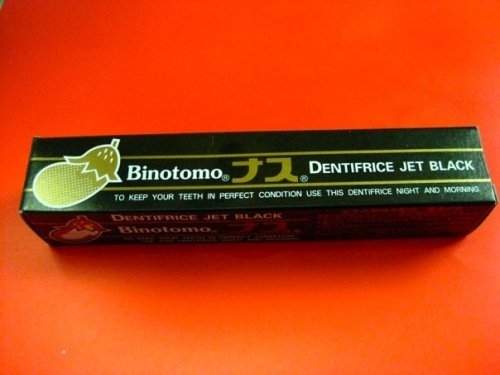 Binotomo® ナス DENTIFRICE JET BLACK
TO KEEP YOUR TEETH IN PERFECT CONDITION USE THIS DENTIFRICE NIGHT AND MORNING
DENTIFRICE JET BLACK
Binotomo® ナス®